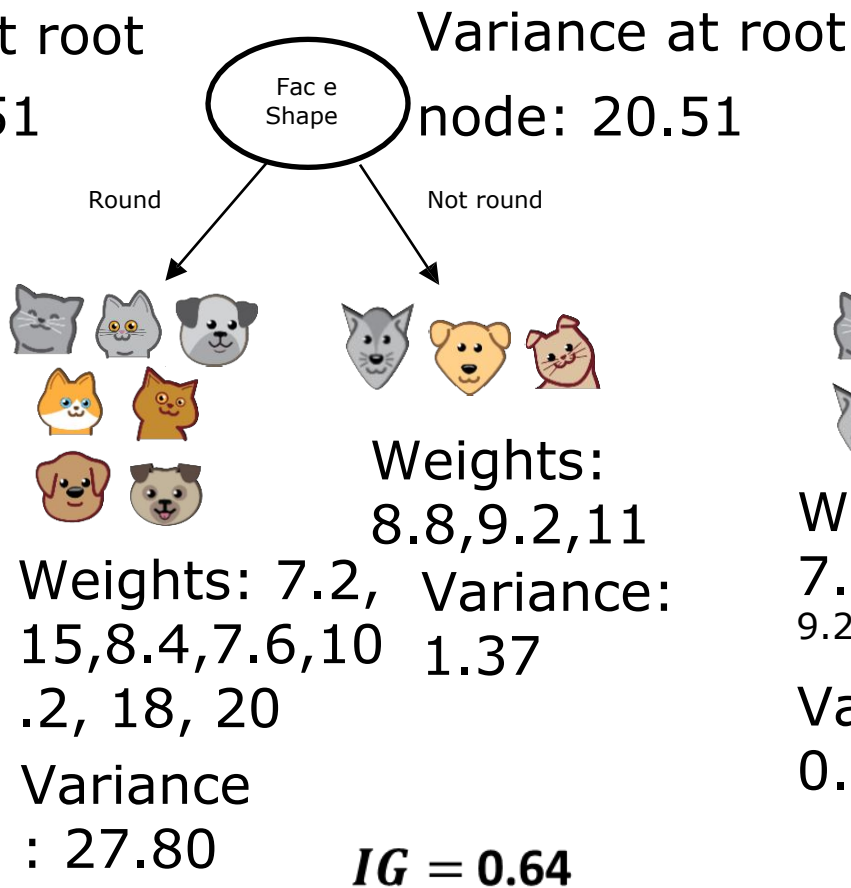 t root
51
Variance at root
node: 20.51
Fac e
Shape
Round
Not round
Weights:
8.8,9.2,11
Variance:
1.37
Weights: 7.2,
15,8.4,7.6,10
.2, 18, 20
Variance
: 27.80
IG = 0.64
W
7.
9.2
Va
0.